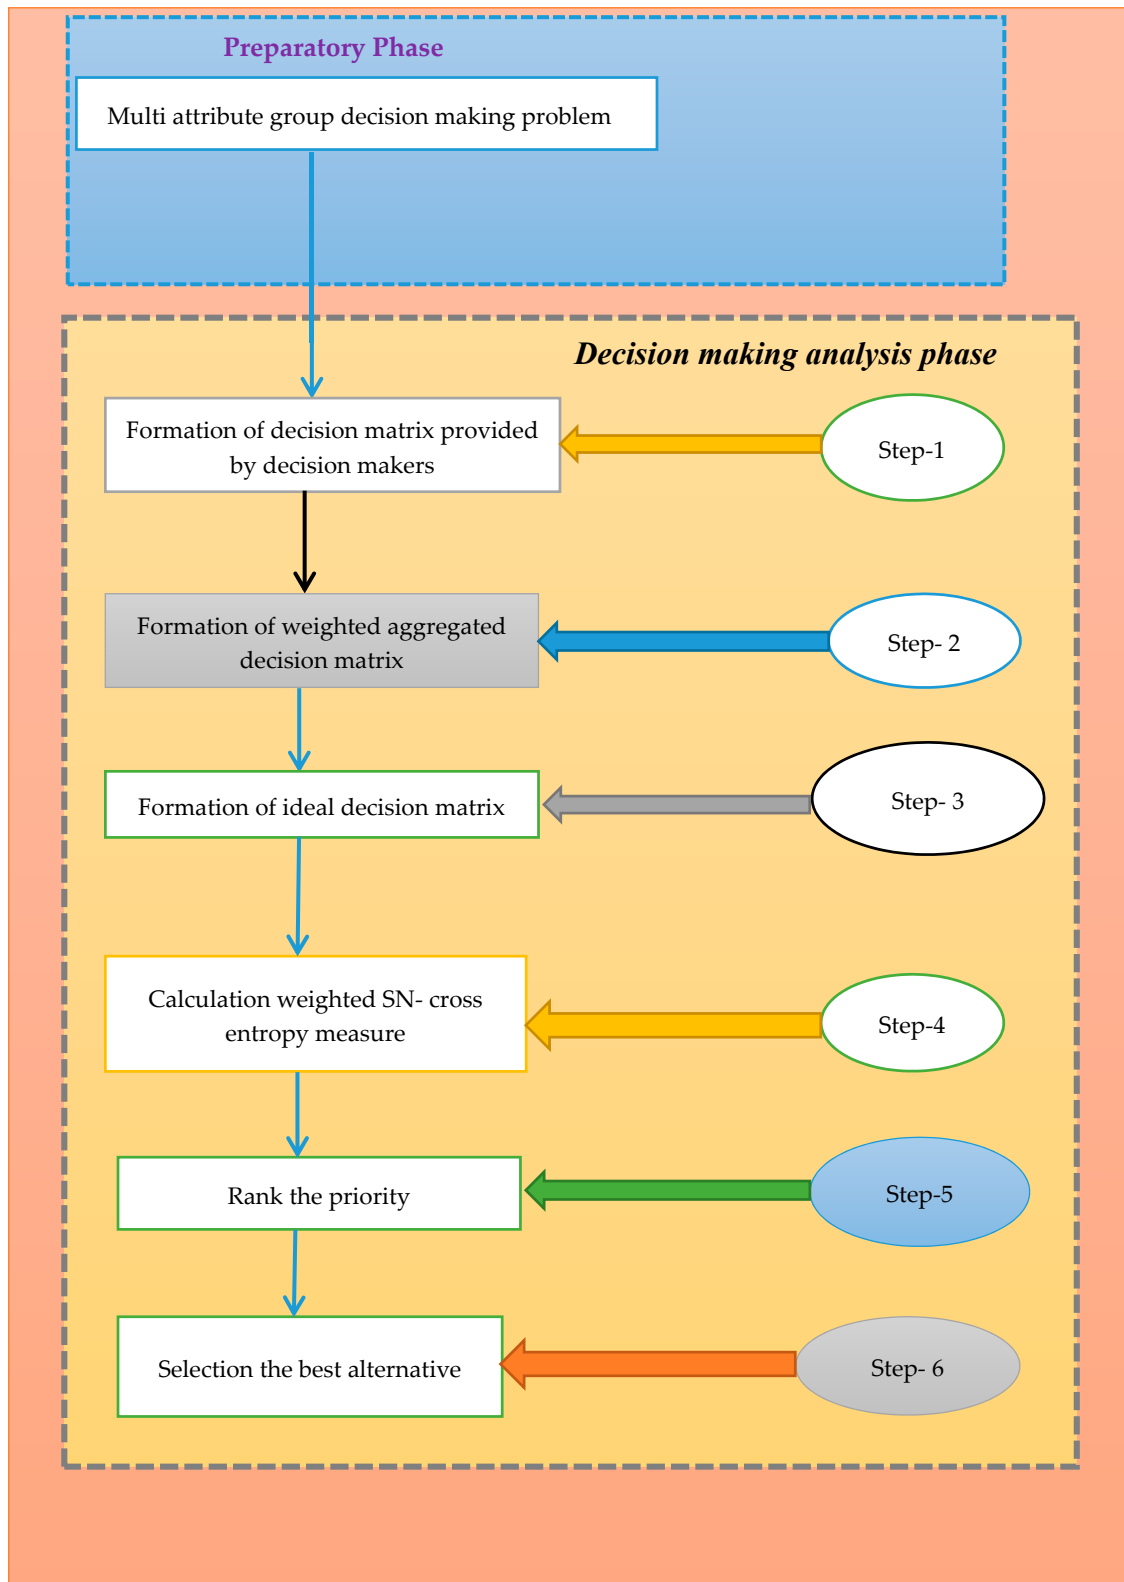 Preparatory Phase
Multi attribute group decision making problem
Decision making analysis phase
Formation of decision matrix provided
by decision makers
Step-1
Formation of weighted aggregated
decision matrix
Step- 2
Formation of ideal decision matrix
Step- 3
Calculation weighted SN- cross
entropy measure
Step-4
Rank the priority
Step-5
Selection the best alternative
Step- 6